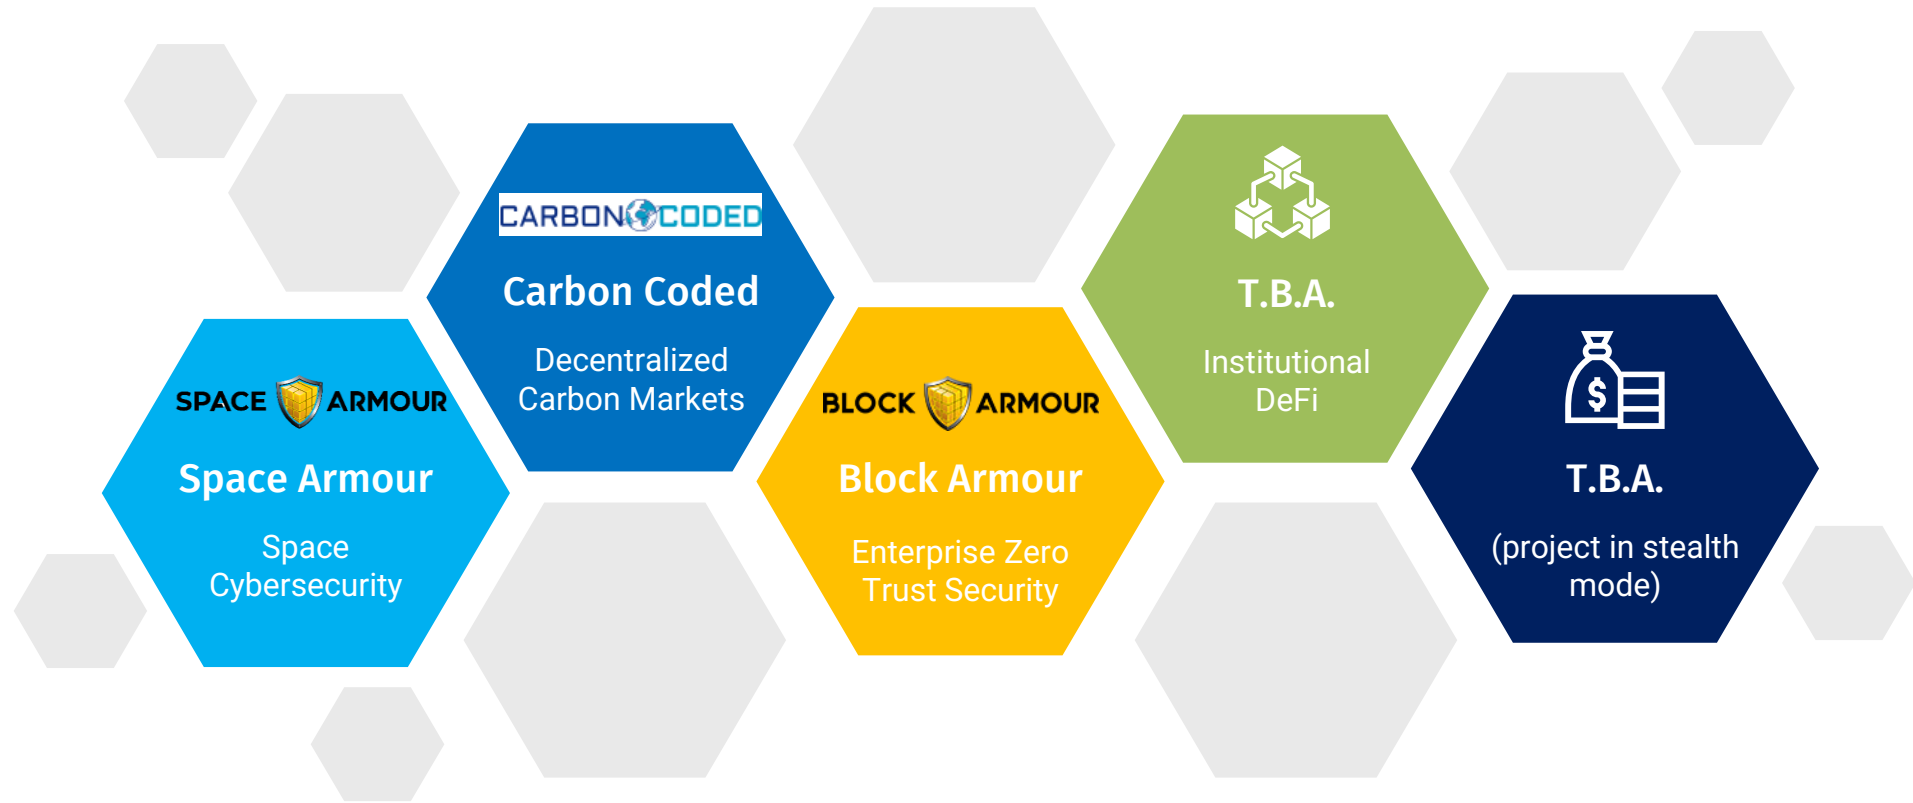 SPACE ARMOUR
Space Armour
Space
Cybersecurity
CARBON CODED
Carbon Coded
Decentralized
Carbon Markets
BLOCK ARMOUR
Block Armour
Enterprise Zero
Trust Security
T.B.A.
Institutional
DeFi
$
T.B.A.
(project in stealth
mode)